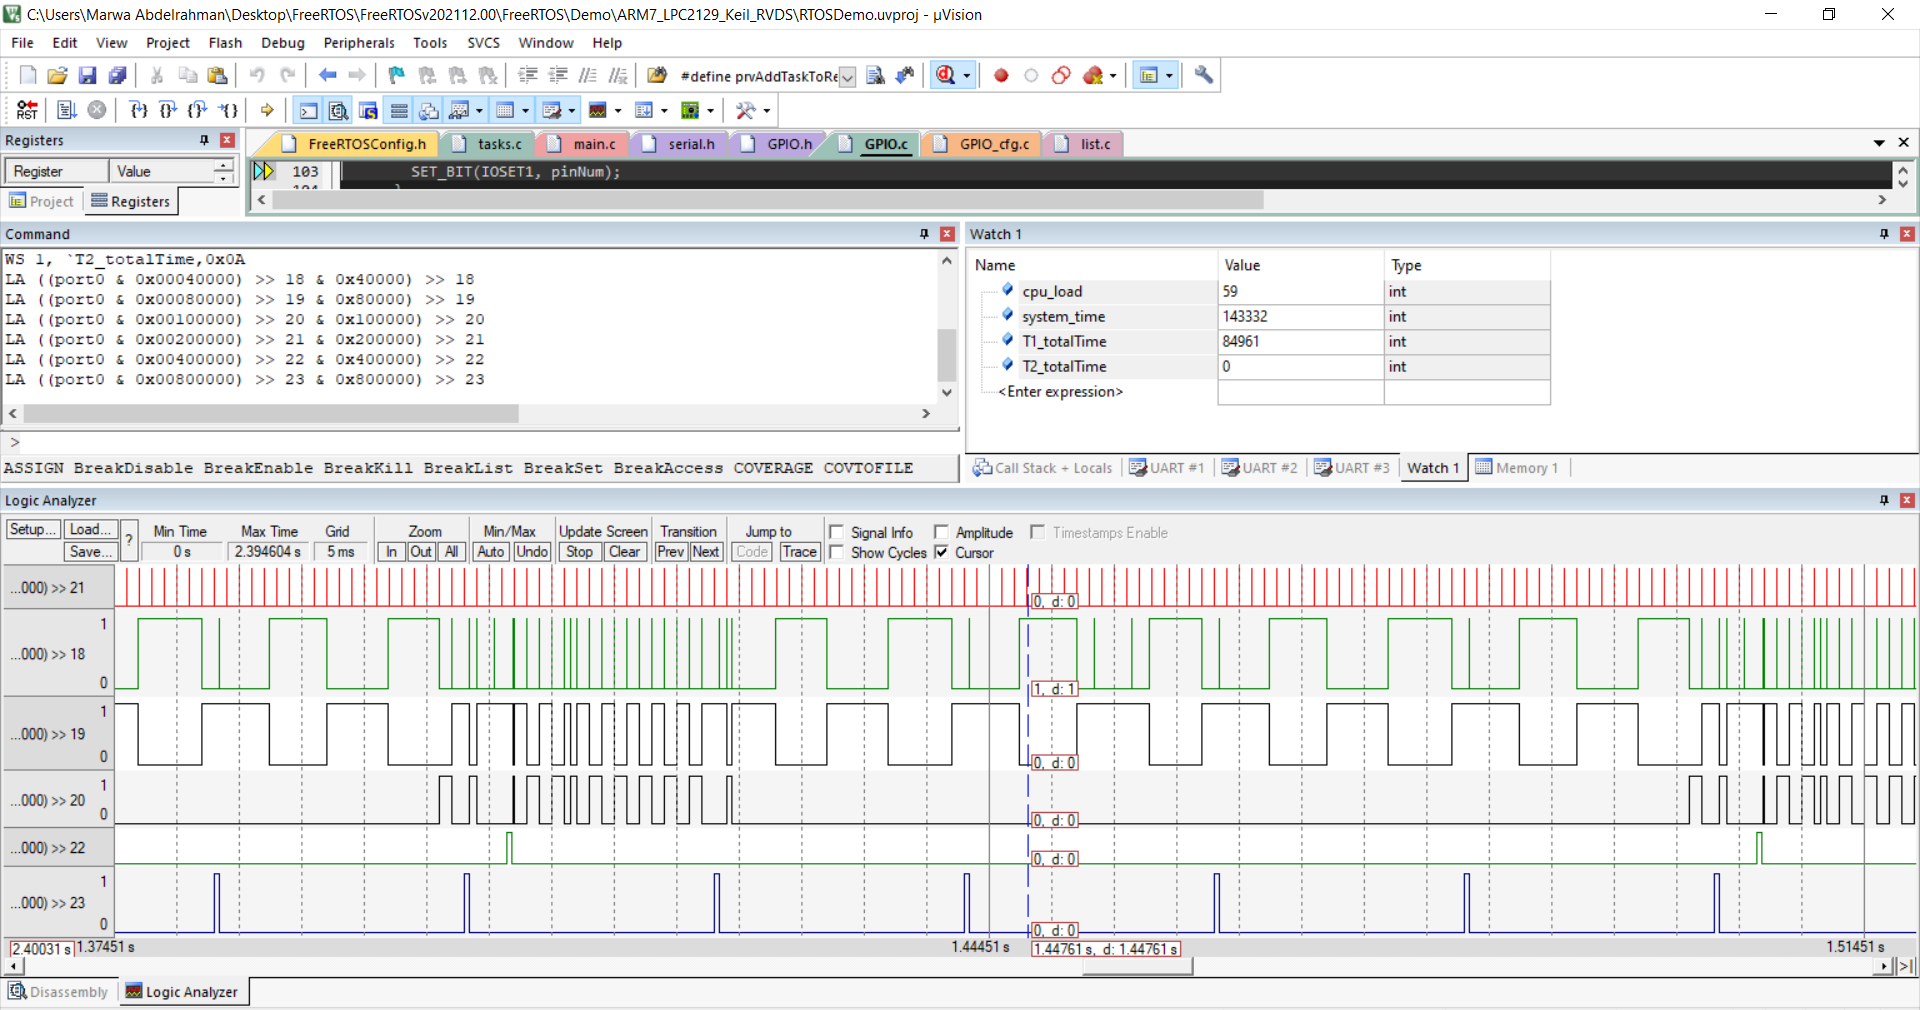 C:\Users\Marwa Abdelrahman\Desktop\FreeRTOS\FreeRTOSv202112.00\FreeRTOS\Demo\ARM7_LPC2129_Keil_RVDS\RTOSDemo.uvproj - µVision
File Edit View Project Flash Debug Peripherals Tools SVCS Window Help
#define prvAddTaskToRe
RST
Registers
FreeRTOSConfig.h tasks.c main.c serial.h GPIO.h GPIO.c GPIO_cfg.c list.c
Register Value
103 SET_BIT(IOSET1, pinNum);
104 }
Project Registers
Command
WS 1, `T2_totalTime,0x0A
LA ((port0 & 0x00040000) >> 18 & 0x40000) >> 18
LA ((port0 & 0x00080000) >> 19 & 0x80000) >> 19
LA ((port0 & 0x00100000) >> 20 & 0x100000) >> 20
LA ((port0 & 0x00200000) >> 21 & 0x200000) >> 21
LA ((port0 & 0x00400000) >> 22 & 0x400000) >> 22
LA ((port0 & 0x00800000) >> 23 & 0x800000) >> 23
>
ASSIGN BreakDisable BreakEnable BreakKill BreakList BreakSet BreakAccess COVERAGE COVTOFILE
Watch 1
Name Value Type
cpu_load 59 int
system_time 143332 int
T1_totalTime 84961 int
T2_totalTime 0 int
<Enter expression>
Call Stack + Locals UART #1 UART #2 UART #3 Watch 1 Memory 1
Logic Analyzer
Setup... Load... Min Time Max Time Grid Zoom Min/Max Update Screen Transition Jump to Signal Info Amplitude Timestamps Enable
Save... ? 0 s 2.394604 s 5 ms In Out All Auto Undo Stop Clear Prev Next Code Trace Show Cycles Cursor
...000) >> 21
0, d: 0
1
...000) >> 18
0
1, d: 1
1
...000) >> 19
0
0, d: 0
1
...000) >> 20
0
0, d: 0
...000) >> 22
0, d: 0
1
...000) >> 23
0
0, d: 0
2.40031 s 1.37451 s 1.44451 s 1.44761 s, d: 1.44761 s 1.51451 s
Disassembly Logic Analyzer